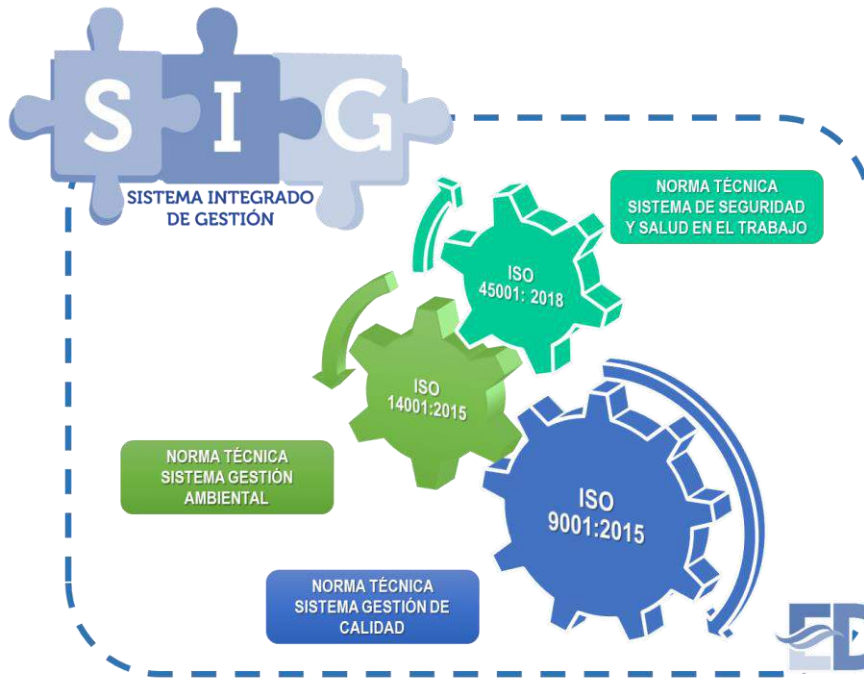 SIG
SISTEMA INTEGRADO
DE GESTIÓN
NORMA TÉCNICA
SISTEMA DE SEGURIDAD
Y SALUD EN EL TRABAJO
ISO
45001: 2018
ISO
14001:2015
NORMA TÉCNICA
SISTEMA GESTIÓN
AMBIENTAL
ISO
9001:2015
NORMA TÉCNICA
SISTEMA GESTIÓN DE
CALIDAD